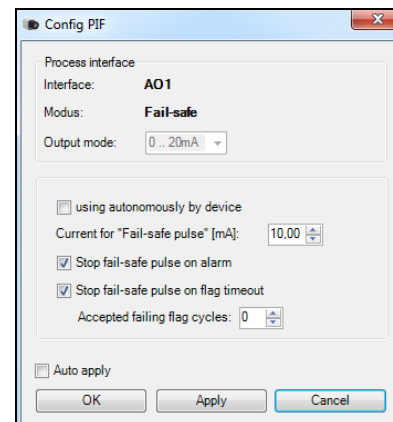 Config PIF
Process interface
Interface: AO1
Modus: Fail-safe
Output mode: 0 .. 20mA
using autonomously by device
Current for "Fail-safe pulse" [mA]: 10,00
Stop fail-safe pulse on alarm
Stop fail-safe pulse on flag timeout
Accepted failing flag cycles: 0
Auto apply
OK Apply Cancel